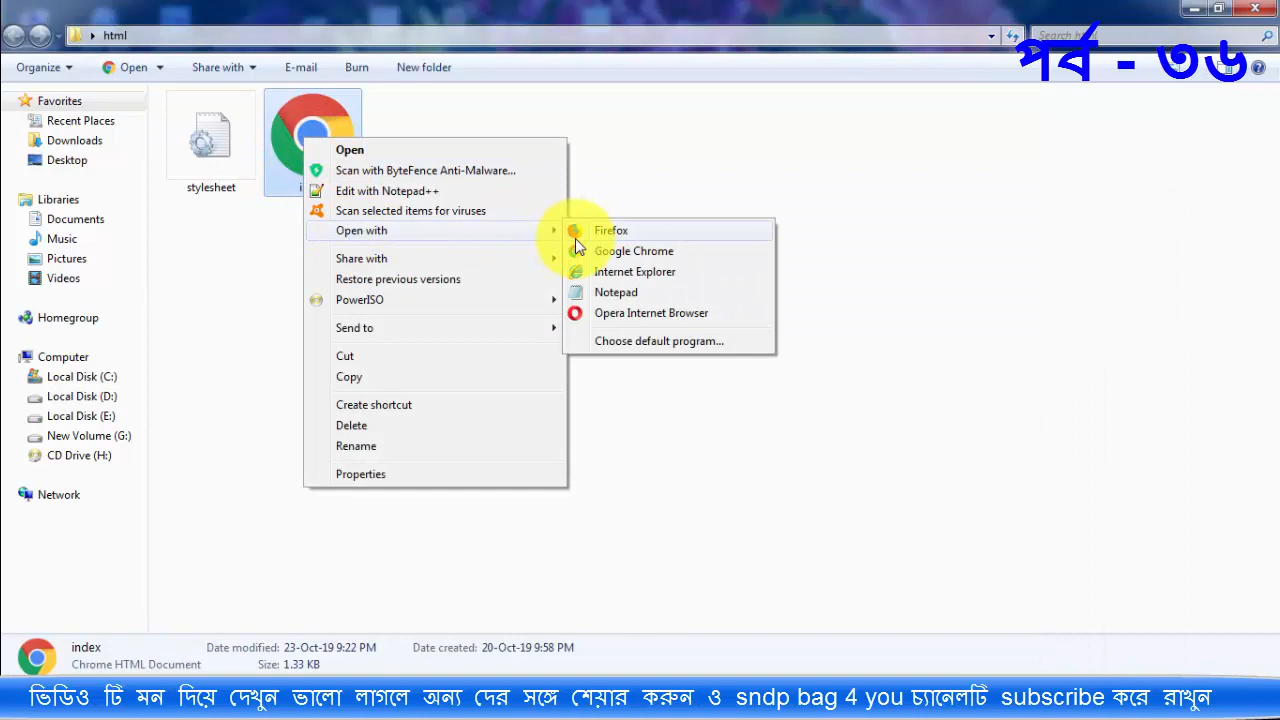 html
Search html
পর্ব - ৩৬
Organize
Open
Share with
E-mail
Burn
New folder
Favorites
Recent Places
Downloads
Desktop
Libraries
Documents
Music
Pictures
Videos
Homegroup
Computer
Local Disk (C:)
Local Disk (D:)
Local Disk (E:)
New Volume (G:)
CD Drive (H:)
Network
stylesheet
Open
Scan with ByteFence Anti-Malware...
Edit with Notepad++
Scan selected items for viruses
Open with
Share with
Restore previous versions
PowerISO
Send to
Cut
Copy
Create shortcut
Delete
Rename
Properties
Firefox
Google Chrome
Internet Explorer
Notepad
Opera Internet Browser
Choose default program...
index
Date modified: 23-Oct-19 9:22 PM
Date created: 20-Oct-19 9:58 PM
Chrome HTML Document
Size: 1.33 KB
ভিডিও টি মন দিয়ে দেখুন ভালো লাগলে অন্য দের সঙ্গে শেয়ার করুন ও sndp bag 4 you চ্যানেলটি subscribe করে রাখুন